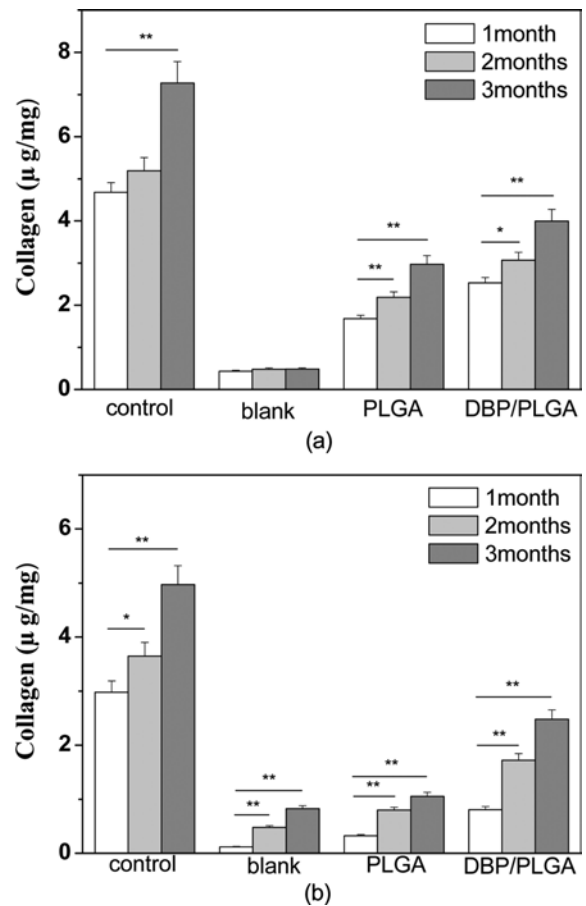 **
1month
2months
3months
8
6
4
2
0
Collagen (μ g/mg)
**
**
**
*
control blank PLGA DBP/PLGA
(a)
1month
2months
3months
6
4
2
0
Collagen (μ g/mg)
**
*
**
**
**
**
**
**
control blank PLGA DBP/PLGA
(b)